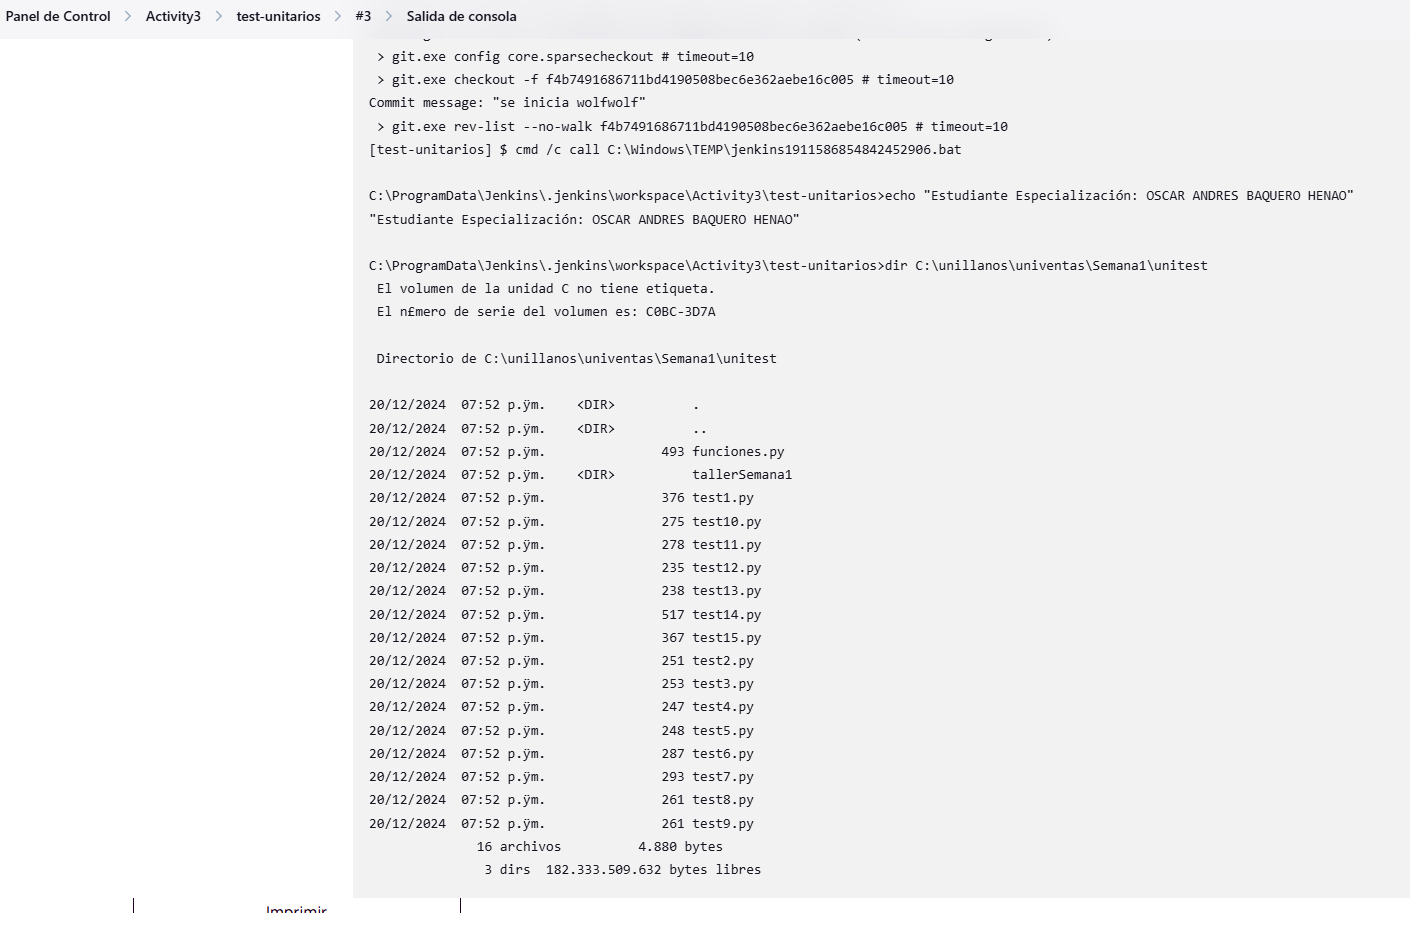 Panel de Control > Activity3 > test-unitarios > #3 > Salida de consola
 > git.exe config core.sparsecheckout # timeout=10
 > git.exe checkout -f f4b7491686711bd4190508bec6e362aebe16c005 # timeout=10
Commit message: "se inicia wolfwolf"
 > git.exe rev-list --no-walk f4b7491686711bd4190508bec6e362aebe16c005 # timeout=10
[test-unitarios] $ cmd /c call C:\Windows\TEMP\jenkins1911586854842452906.bat
C:\ProgramData\Jenkins\.jenkins\workspace\Activity3\test-unitarios>echo "Estudiante Especialización: OSCAR ANDRES BAQUERO HENAO"
"Estudiante Especialización: OSCAR ANDRES BAQUERO HENAO"
C:\ProgramData\Jenkins\.jenkins\workspace\Activity3\test-unitarios>dir C:\unillanos\univentas\Semana1\unitest
 El volumen de la unidad C no tiene etiqueta.
 El n£mero de serie del volumen es: C0BC-3D7A
 Directorio de C:\unillanos\univentas\Semana1\unitest
20/12/2024  07:52 p.ÿm.    <DIR>          .
20/12/2024  07:52 p.ÿm.    <DIR>          ..
20/12/2024  07:52 p.ÿm.               493 funciones.py
20/12/2024  07:52 p.ÿm.    <DIR>          tallerSemana1
20/12/2024  07:52 p.ÿm.               376 test1.py
20/12/2024  07:52 p.ÿm.               275 test10.py
20/12/2024  07:52 p.ÿm.               278 test11.py
20/12/2024  07:52 p.ÿm.               235 test12.py
20/12/2024  07:52 p.ÿm.               238 test13.py
20/12/2024  07:52 p.ÿm.               517 test14.py
20/12/2024  07:52 p.ÿm.               367 test15.py
20/12/2024  07:52 p.ÿm.               251 test2.py
20/12/2024  07:52 p.ÿm.               253 test3.py
20/12/2024  07:52 p.ÿm.               247 test4.py
20/12/2024  07:52 p.ÿm.               248 test5.py
20/12/2024  07:52 p.ÿm.               287 test6.py
20/12/2024  07:52 p.ÿm.               293 test7.py
20/12/2024  07:52 p.ÿm.               261 test8.py
20/12/2024  07:52 p.ÿm.               261 test9.py
              16 archivos          4.880 bytes
               3 dirs  182.333.509.632 bytes libres
Imprimir